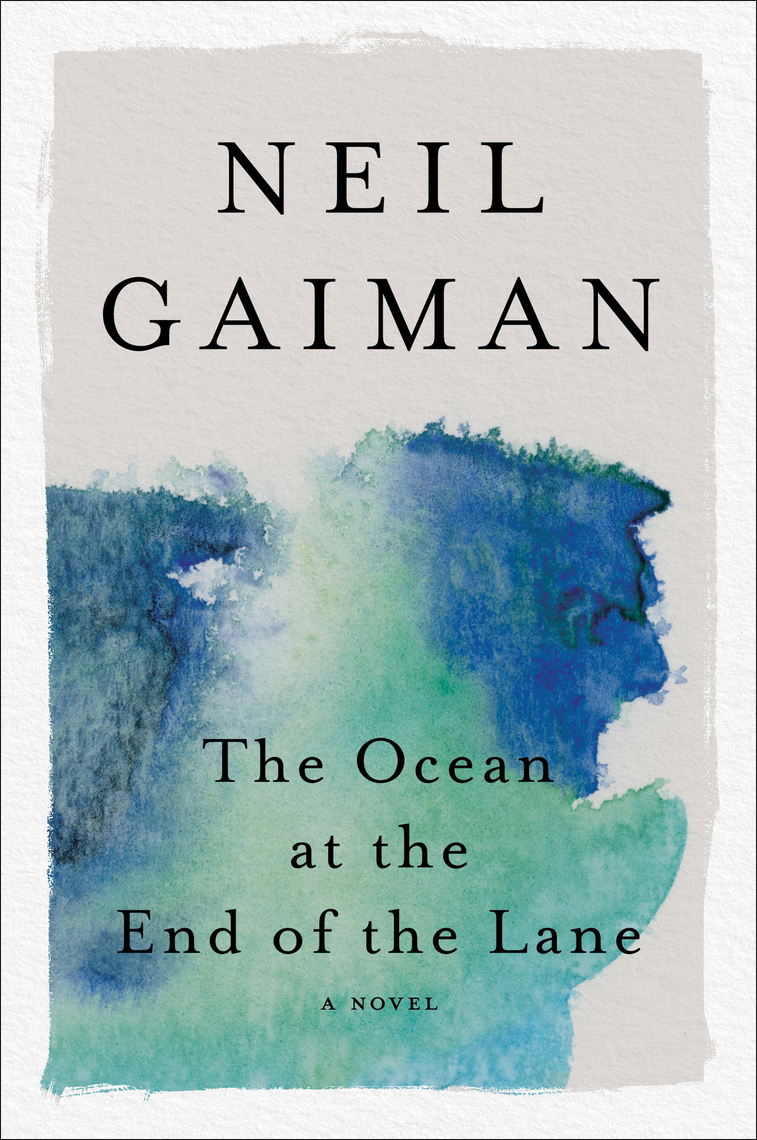 NEIL
GAIMAN
The Ocean
at the
End of the Lane
A NOVEL